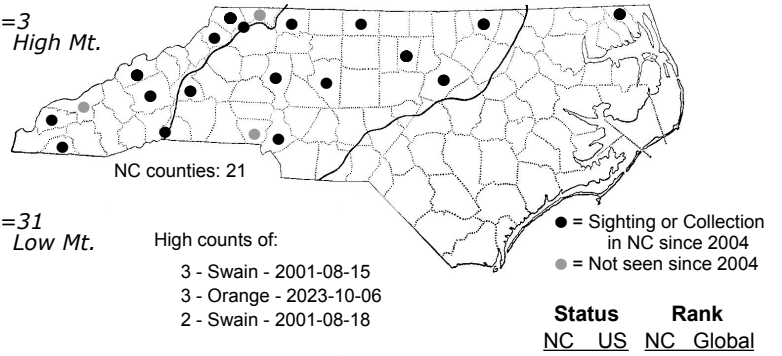 =3
High Mt.
NC counties: 21
=31
Low Mt.
High counts of:
3 - Swain - 2001-08-15
3 - Orange - 2023-10-06
2 - Swain - 2001-08-18
= Sighting or Collection
in NC since 2004
= Not seen since 2004
Status Rank
NC US NC Global